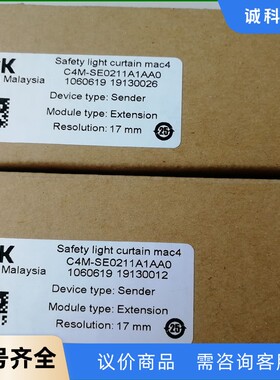 诚科
CK
Malaysia
Safety light curtain mac4
C4M-SE0211A1AA0
1060619 19130026
Device type: Sender
Module type: Extension
Resolution: 17 mm
25
CK
Malaysia
Safety light curtain mac4
C4M-SE0211A1AA0
1060619 19130012
Device type: Sender
Module type: Extension
Resolution: 17 mm
25
号齐全
议价商品
需咨询客